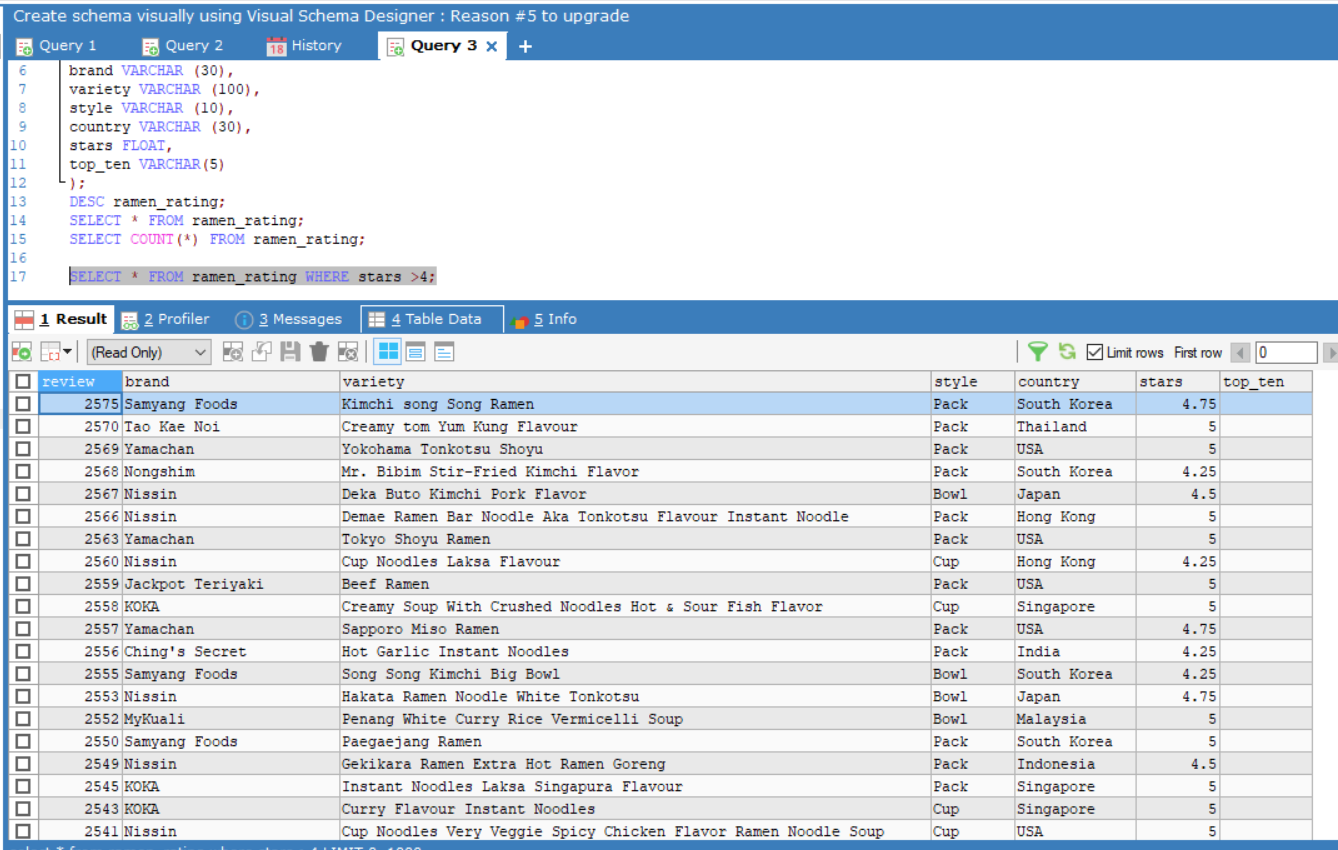 Create schema visually using Visual Schema Designer : Reason #5 to upgrade
Query 1 Query 2 18 History Query 3 × +
6 brand VARCHAR (30),
7 variety VARCHAR (100),
8 style VARCHAR (10),
9 country VARCHAR (30),
10 stars FLOAT,
11 top_ten VARCHAR(5)
12 );
13 DESC ramen_rating;
14 SELECT * FROM ramen_rating;
15 SELECT COUNT(*) FROM ramen_rating;
16
17 SELECT * FROM ramen_rating WHERE stars >4;
1 Result 2 Profiler 3 Messages 4 Table Data 5 Info
(Read Only) Limit rows First row 0
review brand variety style country stars top_ten
2575 Samyang Foods Kimchi song Song Ramen Pack South Korea 4.75
2570 Tao Kae Noi Creamy tom Yum Kung Flavour Pack Thailand 5
2569 Yamachan Yokohama Tonkotsu Shoyu Pack USA 5
2568 Nongshim Mr. Bibim Stir-Fried Kimchi Flavor Pack South Korea 4.25
2567 Nissin Deka Buto Kimchi Pork Flavor Bowl Japan 4.5
2566 Nissin Demae Ramen Bar Noodle Aka Tonkotsu Flavour Instant Noodle Pack Hong Kong 5
2563 Yamachan Tokyo Shoyu Ramen Pack USA 5
2560 Nissin Cup Noodles Laksa Flavour Cup Hong Kong 4.25
2559 Jackpot Teriyaki Beef Ramen Pack USA 5
2558 KOKA Creamy Soup With Crushed Noodles Hot & Sour Fish Flavor Cup Singapore 5
2557 Yamachan Sapporo Miso Ramen Pack USA 4.75
2556 Ching's Secret Hot Garlic Instant Noodles Pack India 4.25
2555 Samyang Foods Song Song Kimchi Big Bowl Bowl South Korea 4.25
2553 Nissin Hakata Ramen Noodle White Tonkotsu Bowl Japan 4.75
2552 MyKuali Penang White Curry Rice Vermicelli Soup Bowl Malaysia 5
2550 Samyang Foods Paegaejang Ramen Pack South Korea 5
2549 Nissin Gekikara Ramen Extra Hot Ramen Goreng Pack Indonesia 4.5
2545 KOKA Instant Noodles Laksa Singapura Flavour Pack Singapore 5
2543 KOKA Curry Flavour Instant Noodles Cup Singapore 5
2541 Nissin Cup Noodles Very Veggie Spicy Chicken Flavor Ramen Noodle Soup Cup USA 5